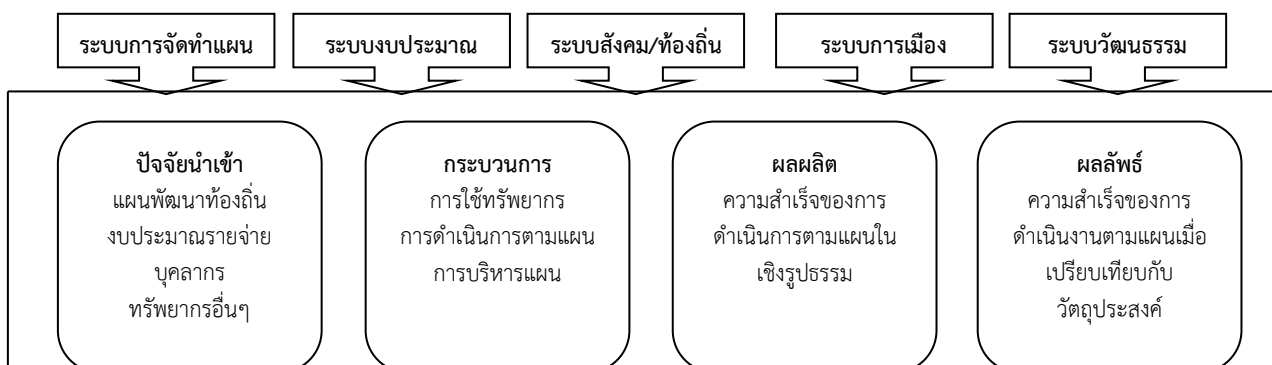 ระบบการจัดทำแผน
ระบบงบประมาณ
ระบบสังคม/ท้องถิ่น
ระบบการเมือง
ระบบวัฒนธรรม
ปัจจัยนำเข้า
แผนพัฒนาท้องถิ่น
งบประมาณรายจ่าย
บุคลากร
ทรัพยากรอื่นๆ
กระบวนการ
การใช้ทรัพยากร
การดำเนินการตามแผน
การบริหารแผน
ผลผลิต
ความสำเร็จของการ
ดำเนินการตามแผนใน
เชิงรูปธรรม
ผลลัพธ์
ความสำเร็จของการ
ดำเนินงานตามแผนเมื่อ
เปรียบเทียบกับ
วัตถุประสงค์